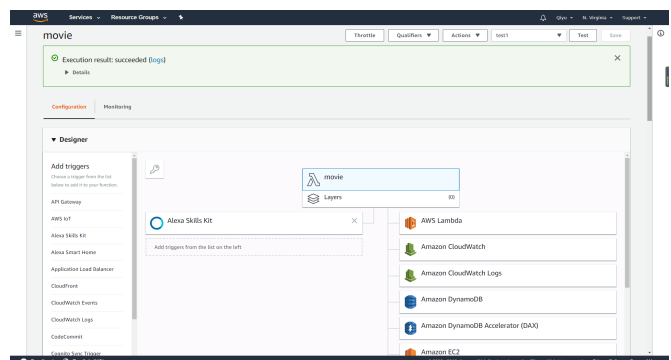 aws Services Resource Groups Qiyu N. Virginia Support
movie Throttle Qualifiers Actions test1 Test Save
Execution result: succeeded (logs)
Details
Configuration Monitoring
Designer
Add triggers
Choose a trigger from the list
below to add it to your function.
API Gateway
AWS IoT
Alexa Skills Kit
Alexa Smart Home
Application Load Balancer
CloudFront
CloudWatch Events
CloudWatch Logs
CodeCommit
Cognito Sync Trigger
movie
Layers (0)
Alexa Skills Kit
Add triggers from the list on the left
AWS Lambda
Amazon CloudWatch
Amazon CloudWatch Logs
Amazon DynamoDB
Amazon DynamoDB Accelerator (DAX)
Amazon EC2